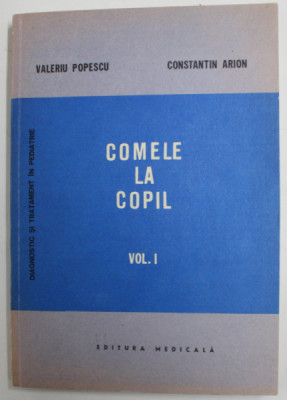 VALERIU POPESCU
CONSTANTIN ARION
DIAGNOSTIC ȘI TRATAMENT ÎN PEDIATRIE
COMELE
LA
COPIL
VOL. I
EDITURA MEDICALĂ